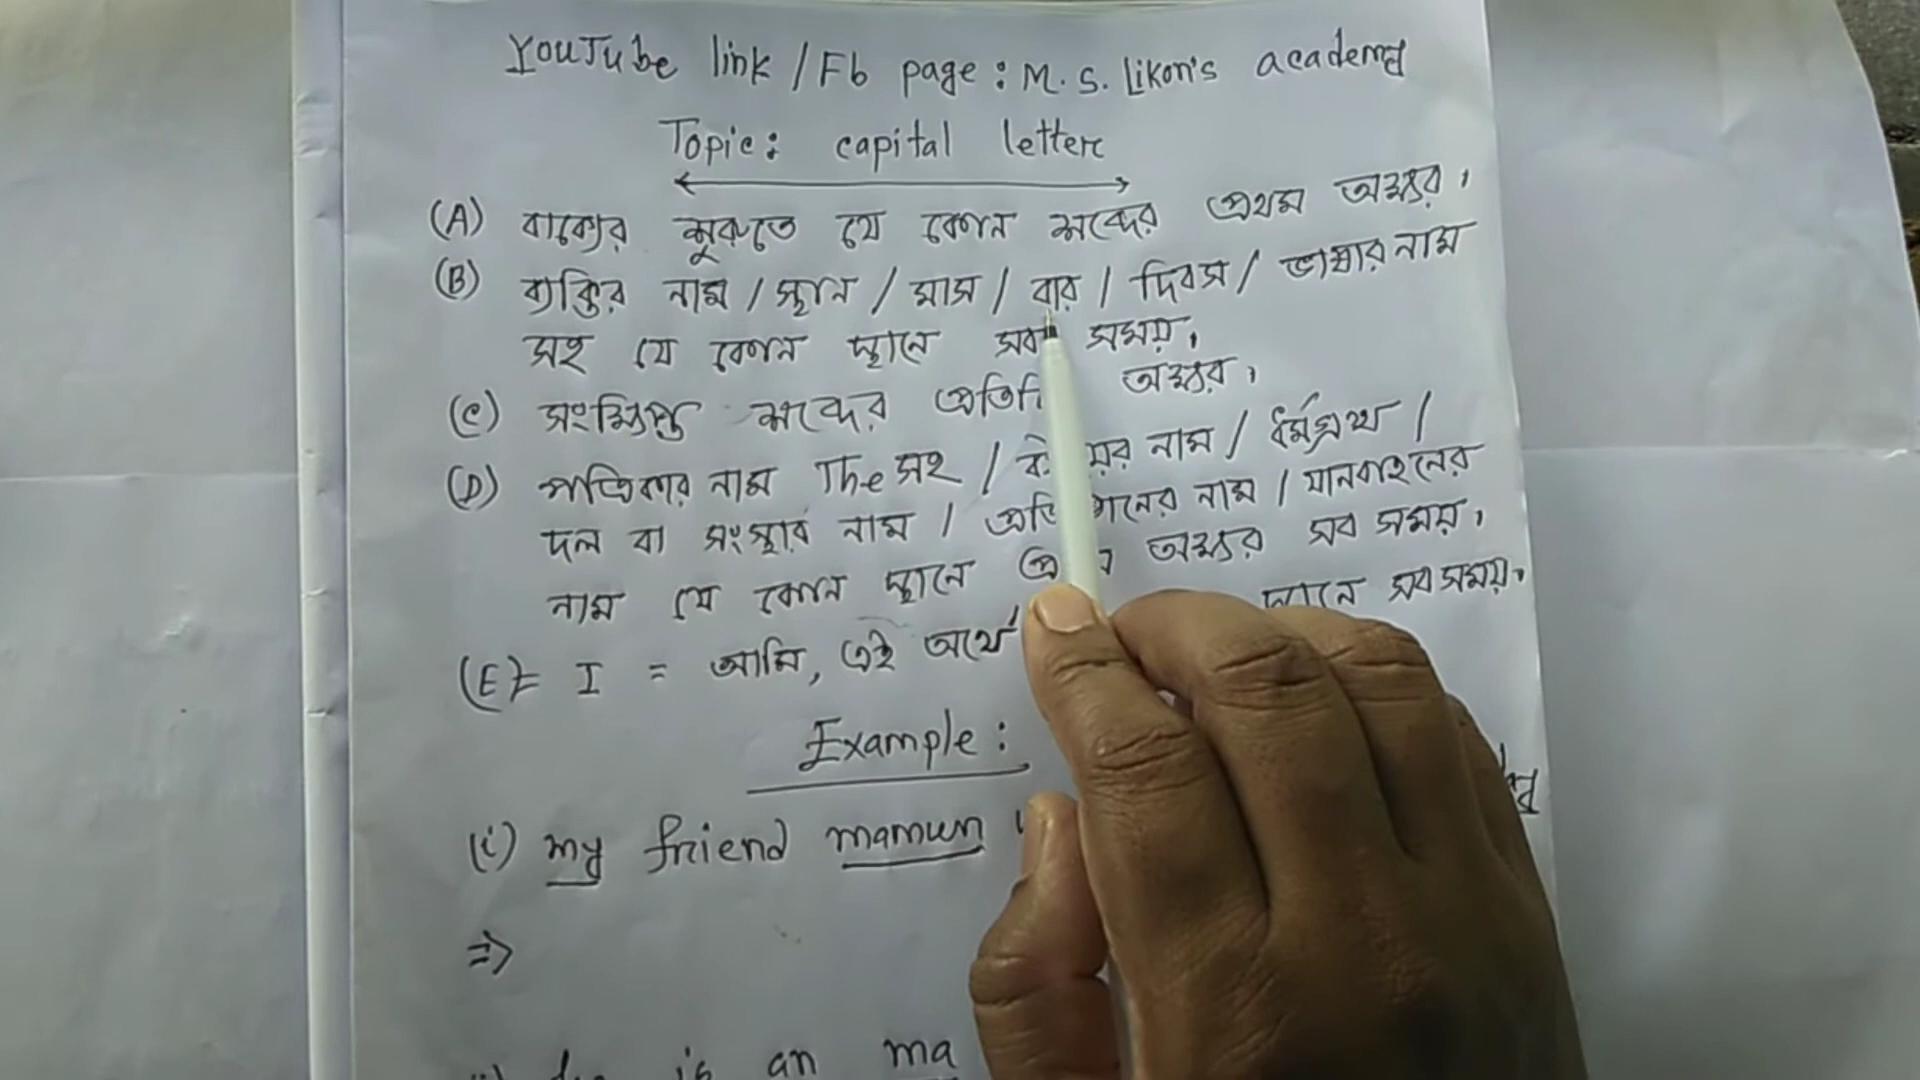 YouTube link / Fb page : M. S. Likon's academy
Topic : capital letter
(A) বাক্যের শুরুতে যে কোন শব্দের প্রথম অক্ষর ।
(B) ব্যক্তির নাম / স্থান / মাস / বার / দিবস / ভাষার নাম
সহ যে কোন স্থানে সব সময় ।
(C) সংক্ষিপ্ত শব্দের অক্ষর ।
(D) পত্রিকার নাম The সহ / নাম / ধর্মগ্রন্থ /
দল বা সংস্থার নাম / নাম / যানবাহনের
নাম যে কোন স্থানে অক্ষর সব সময় ।
(E) = I = আমি, এই অর্থে স্থানে সব সময় ।
Example :
(i) my friend mamun
⇒
is an ma